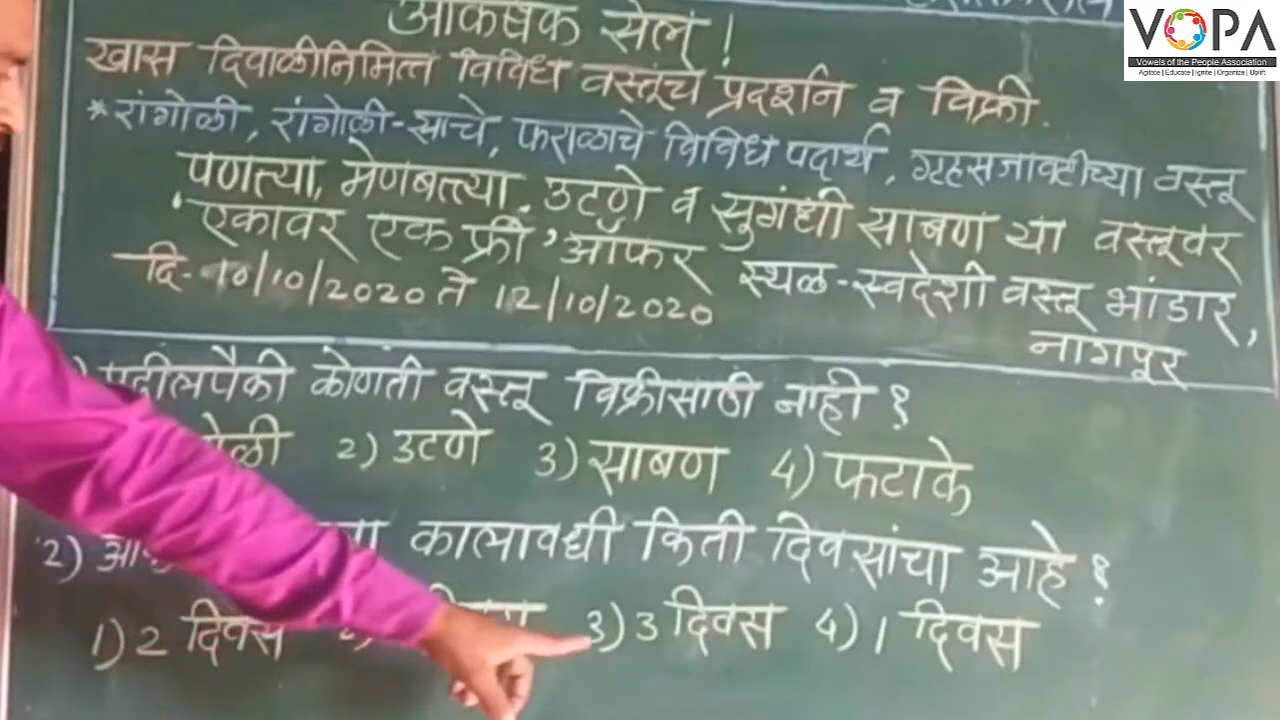 आकर्षक सेल !
खास दिवाळीनिमित्त विविध वस्तूंचे प्रदर्शन व विक्री.
*रांगोळी, रांगोळी-साचे, फराळाचे विविध पदार्थ, गृहसजावटीच्या वस्तू
पणत्या, मेणबत्त्या, उटणे व सुगंधी साबण या वस्तूवर
'एकावर एक फ्री' ऑफर स्थळ-स्वदेशी वस्तू भांडार,
दि- 10/10/2020 ते 12/10/2020
नागपूर
कोणती वस्तू विक्रीसाठी नाही ?
2) उटणे 3) साबण 4) फटाके
2) कालावधी किती दिवसांचा आहे ?
1) 2 दिवस 3) 3 दिवस 4) 1 दिवस
VOPA
Vowels of the People Association
Agitate | Educate | Ignite | Organize | Uplift